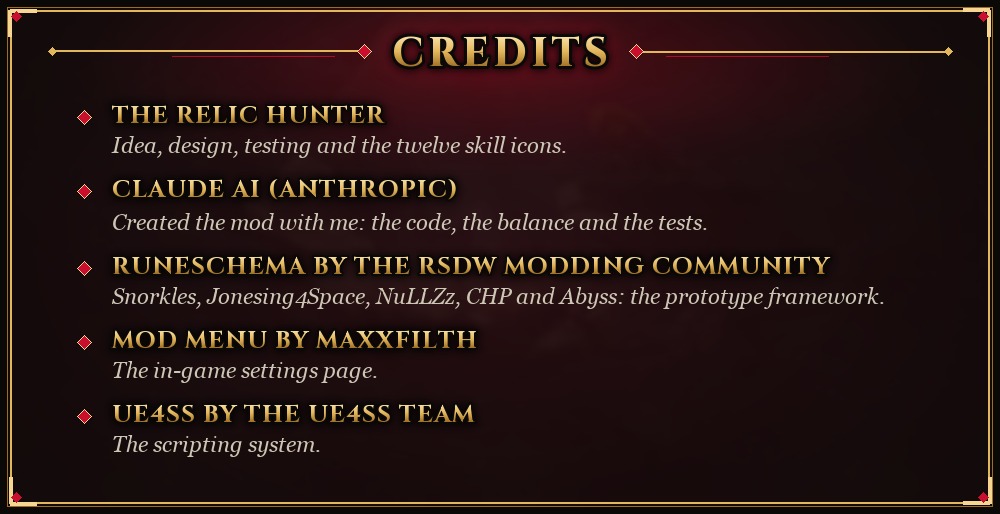 CREDITS
THE RELIC HUNTER
Idea, design, testing and the twelve skill icons.
CLAUDE AI (ANTHROPIC)
Created the mod with me: the code, the balance and the tests.
RUNESCHEMA BY THE RSDW MODDING COMMUNITY
Snorkles, Jonesing4Space, NuLLZz, CHP and Abyss: the prototype framework.
MOD MENU BY MAXXFILTH
The in-game settings page.
UE4SS BY THE UE4SS TEAM
The scripting system.